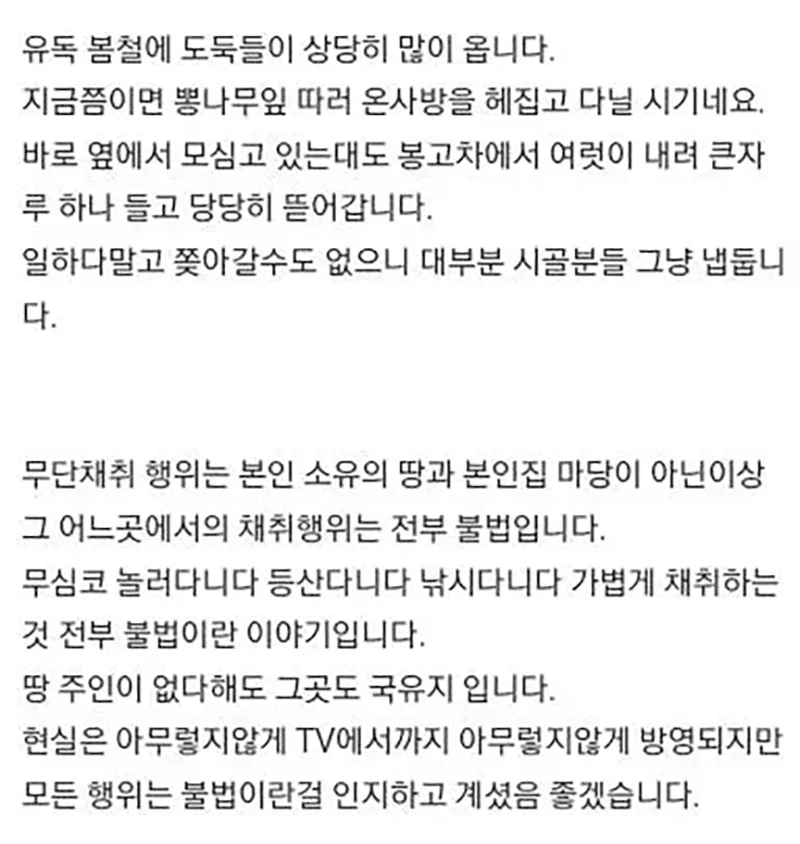 유독 봄철에 도둑들이 상당히 많이 옵니다.
지금쯤이면 뽕나무잎 따러 온사방을 헤집고 다닐 시기네요.
바로 옆에서 모심고 있는대도 봉고차에서 여럿이 내려 큰자
루 하나 들고 당당히 뜯어갑니다.
일하다말고 쫓아갈수도 없으니 대부분 시골분들 그냥 냅둡니
다.
무단채취 행위는 본인 소유의 땅과 본인집 마당이 아닌이상
그 어느곳에서의 채취행위는 전부 불법입니다.
무심코 놀러다니다 등산다니다 낚시다니다 가볍게 채취하는
것 전부 불법이란 이야기입니다.
땅 주인이 없다해도 그곳도 국유지 입니다.
현실은 아무렇지않게 TV에서까지 아무렇지않게 방영되지만
모든 행위는 불법이란걸 인지하고 계셨음 좋겠습니다.